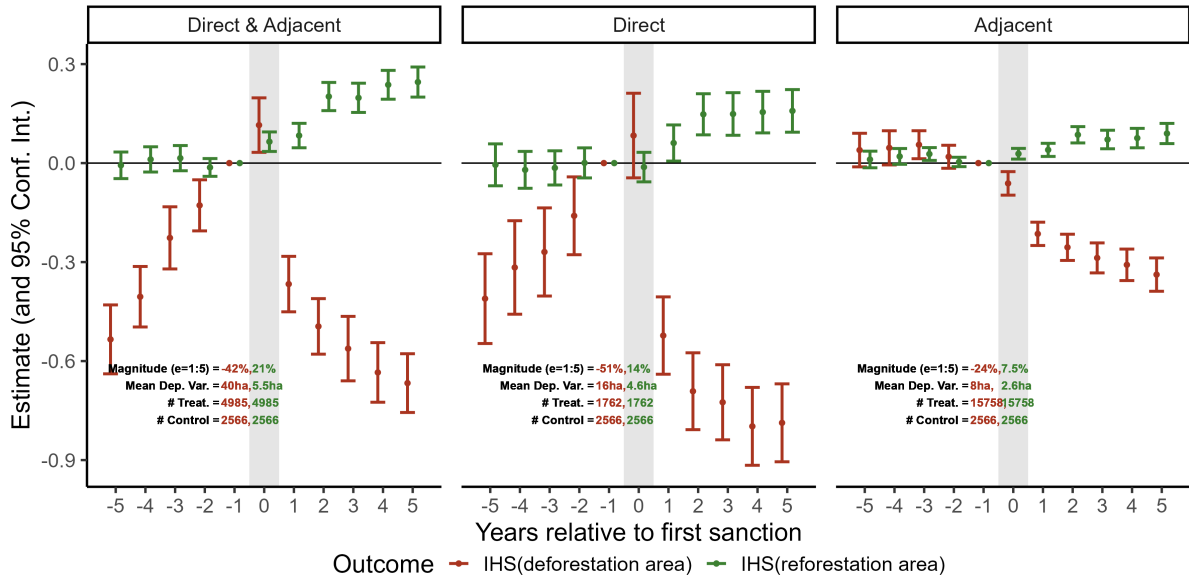 Direct & Adjacent
Direct
Adjacent
Estimate (and 95% Conf. Int.)
0.3
0.0
-0.3
-0.6
-0.9
Magnitude (e=1:5) = -42%, 21%
Mean Dep. Var. = 40ha, 5.5ha
# Treat. = 4985, 4985
# Control = 2566, 2566
Magnitude (e=1:5) = -51%, 14%
Mean Dep. Var. = 16ha, 4.6ha
# Treat. = 1762, 1762
# Control = 2566, 2566
Magnitude (e=1:5) = -24%, 7.5%
Mean Dep. Var. = 8ha, 2.6ha
# Treat. = 15758, 15758
# Control = 2566, 2566
-5 -4 -3 -2 -1 0 1 2 3 4 5
-5 -4 -3 -2 -1 0 1 2 3 4 5
-5 -4 -3 -2 -1 0 1 2 3 4 5
Years relative to first sanction
Outcome IHS(deforestation area) IHS(reforestation area)